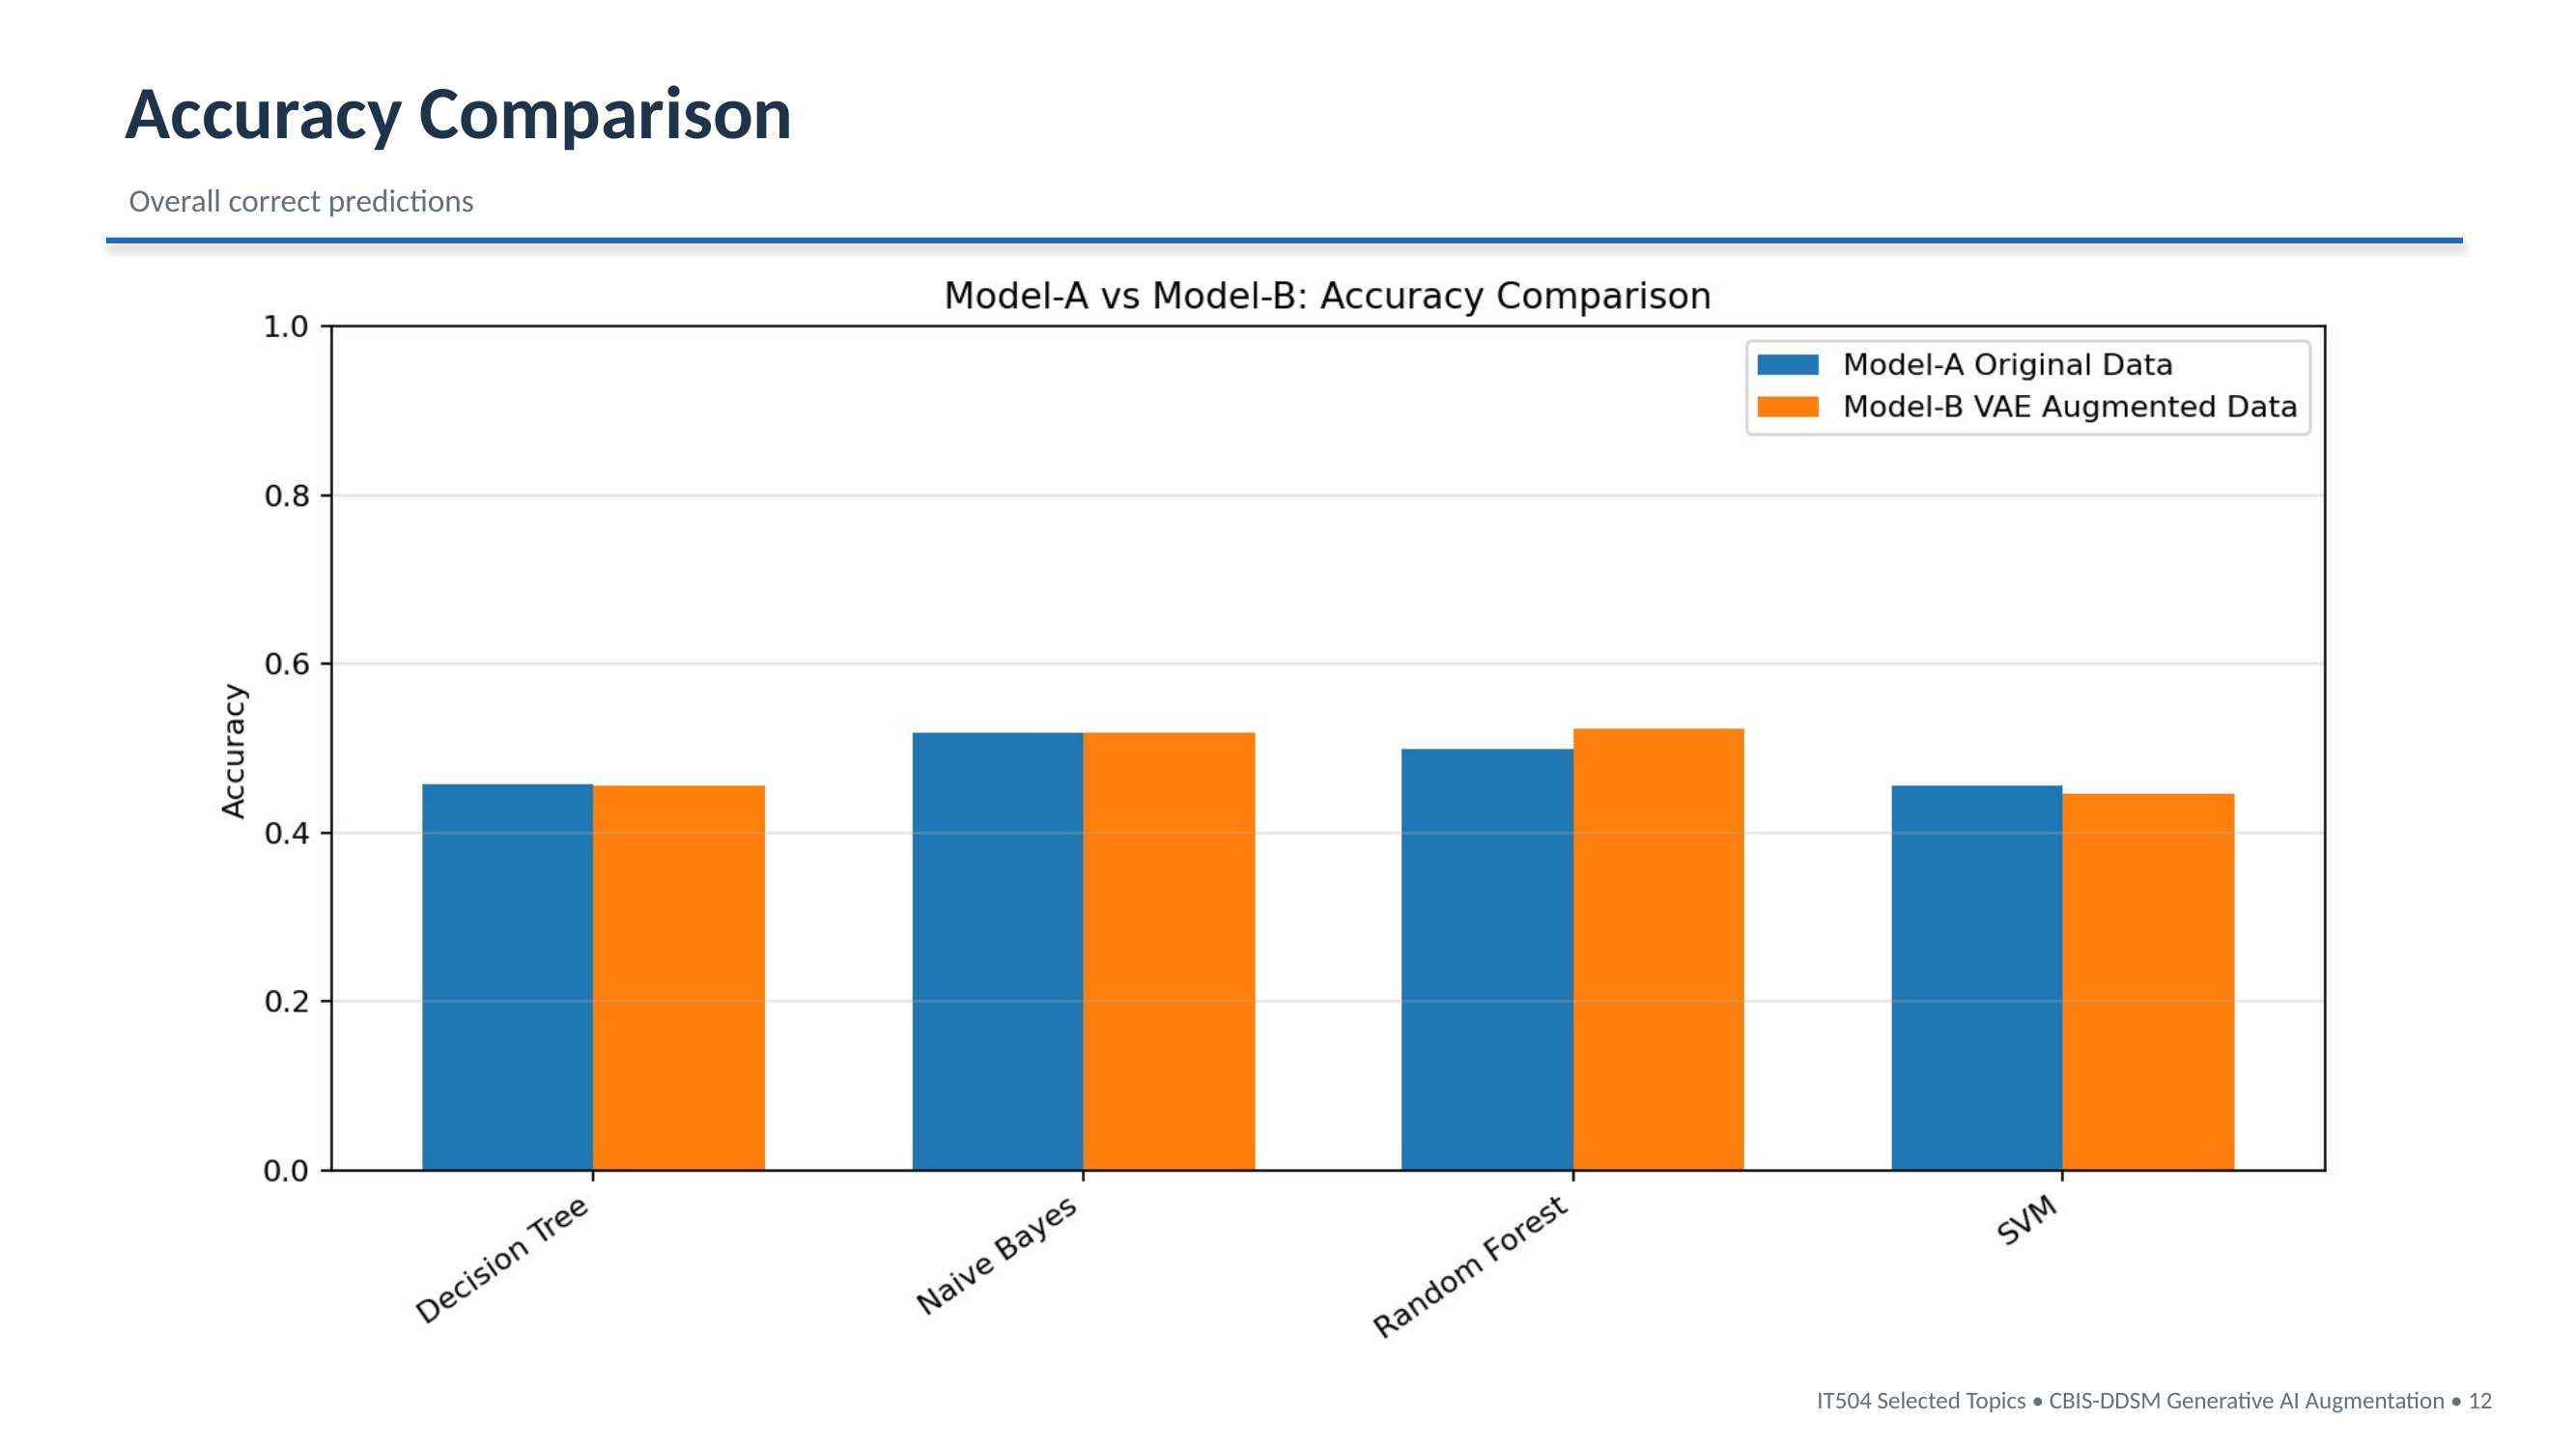 Accuracy Comparison
Overall correct predictions
Model-A vs Model-B: Accuracy Comparison
Model-A Original Data
Model-B VAE Augmented Data
Accuracy
1.0
0.8
0.6
0.4
0.2
0.0
Decision Tree
Naive Bayes
Random Forest
SVM
IT504 Selected Topics • CBIS-DDSM Generative AI Augmentation • 12